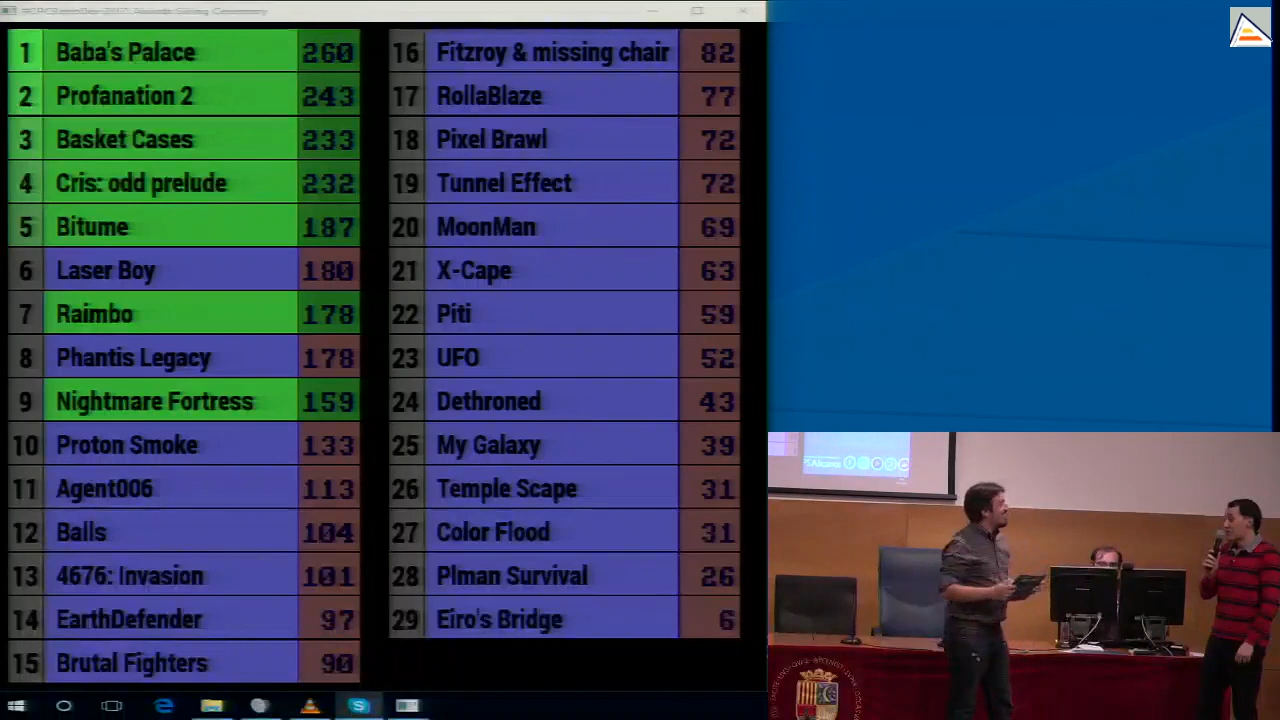 1 Baba's Palace 260
2 Profanation 2 243
3 Basket Cases 233
4 Cris: odd prelude 232
5 Bitume 187
6 Laser Boy 180
7 Raimbo 178
8 Phantis Legacy 178
9 Nightmare Fortress 159
10 Proton Smoke 133
11 Agent006 113
12 Balls 104
13 4676: Invasion 101
14 EarthDefender 97
15 Brutal Fighters 90
16 Fitzroy & missing chair 82
17 RollaBlaze 77
18 Pixel Brawl 72
19 Tunnel Effect 72
20 MoonMan 69
21 X-Cape 63
22 Piti 59
23 UFO 52
24 Dethroned 43
25 My Galaxy 39
26 Temple Scape 31
27 Color Flood 31
28 Plman Survival 26
29 Eiro's Bridge 6